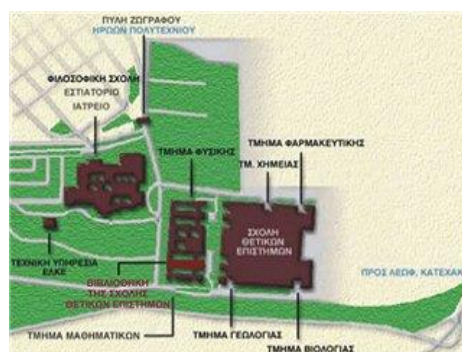 ΠΥΛΗ ΖΩΓΡΑΦΟΥ
ΗΡΩΩΝ ΠΟΛΥΤΕΧΝΙΟΥ
ΦΙΛΟΣΟΦΙΚΗ ΣΧΟΛΗ
ΕΣΤΙΑΤΟΡΙΟ
ΙΑΤΡΕΙΟ
ΤΜΗΜΑ ΦΥΣΙΚΗΣ
ΤΜΗΜΑ ΦΑΡΜΑΚΕΥΤΙΚΗΣ
ΤΜ. ΧΗΜΕΙΑΣ
ΣΧΟΛΗ
ΘΕΤΙΚΩΝ
ΕΠΙΣΤΗΜΩΝ
ΤΕΧΝΙΚΗ ΥΠΗΡΕΣΙΑ
ΕΛΚΕ
ΒΙΒΛΙΟΘΗΚΗ
ΤΗΣ ΣΧΟΛΗΣ
ΘΕΤΙΚΩΝ ΕΠΙΣΤΗΜΩΝ
ΠΡΟΣ ΛΕΩΦ. ΚΑΤΕΧΑΚ
ΤΜΗΜΑ ΜΑΘΗΜΑΤΙΚΩΝ
ΤΜΗΜΑ ΓΕΩΛΟΓΙΑΣ
ΤΜΗΜΑ ΒΙΟΛΟΓΙΑΣ